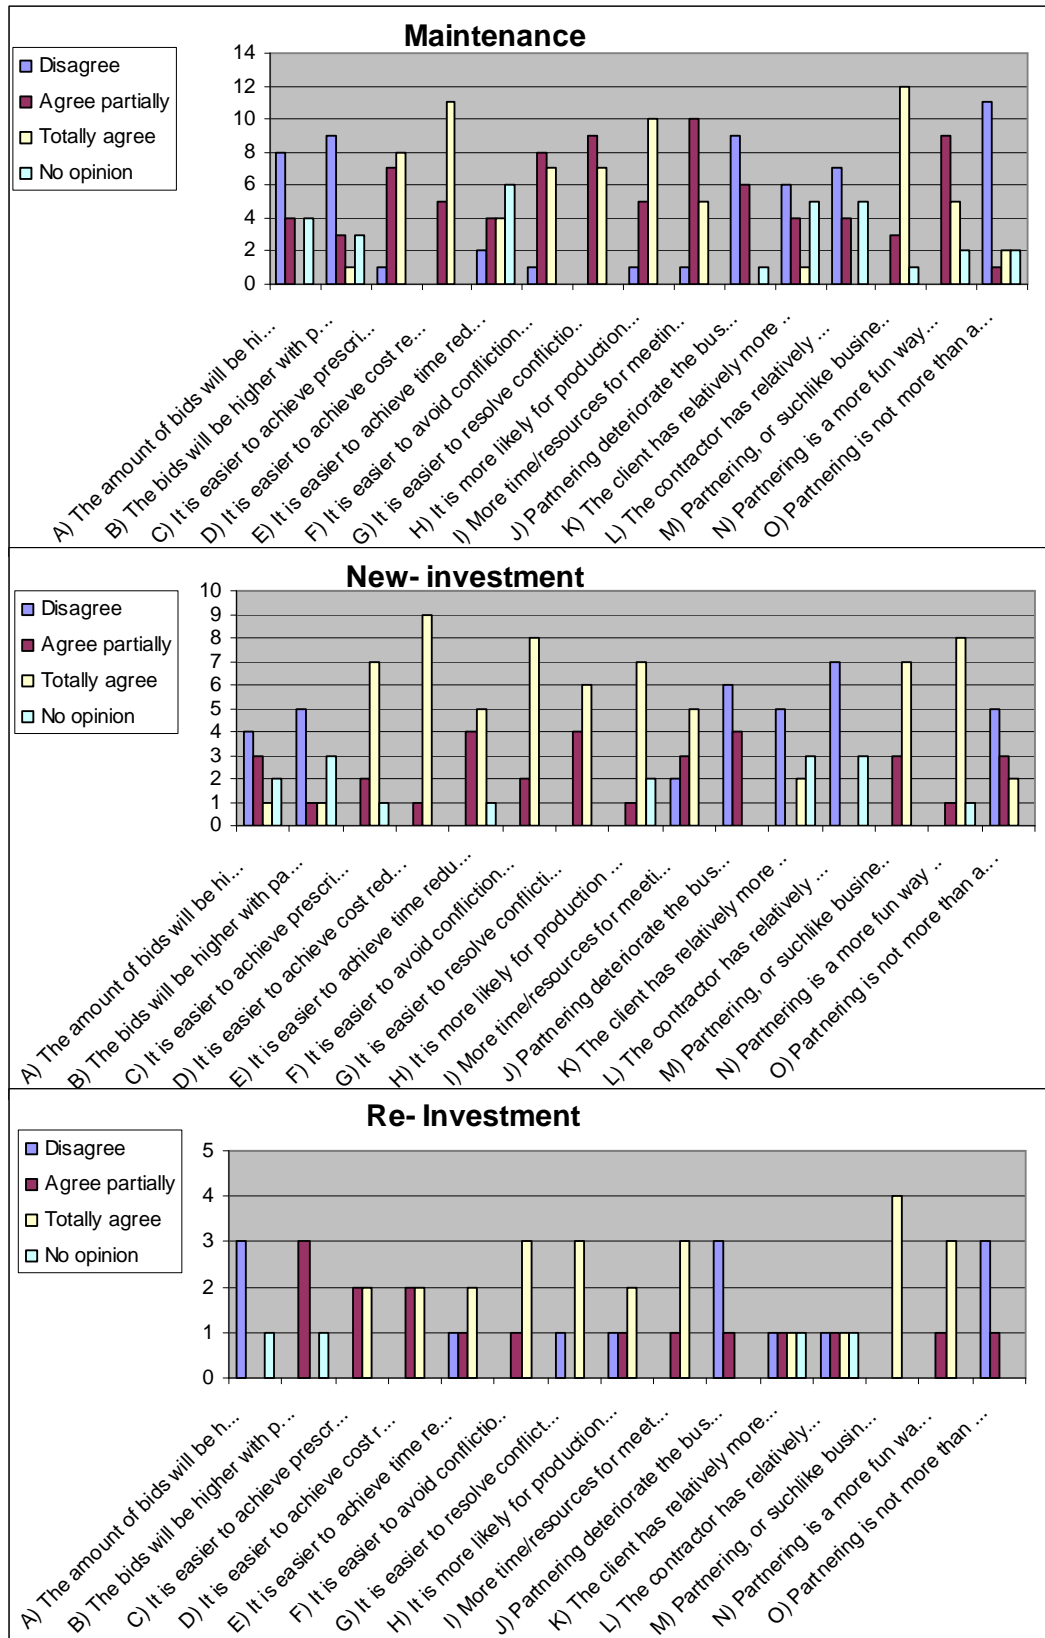 Maintenance
Disagree
Agree partially
Totally agree
No opinion
14
12
10
8
6
4
2
0
A) The amount of bids will be hi...
B) The bids will be higher with p...
C) It is easier to achieve prescri...
D) It is easier to achieve cost re...
E) It is easier to achieve time red...
F) It is easier to avoid confliction...
G) It is easier to resolve conflictio..
H) It is more likely for production...
I) More time/resources for meetin..
J) Partnering deteriorate the bus...
K) The client has relatively more ..
L) The contractor has relatively ...
M) Partnering, or suchlike busine..
N) Partnering is a more fun way...
O) Partnering is not more than a...
New- investment
Disagree
Agree partially
Totally agree
No opinion
10
9
8
7
6
5
4
3
2
1
0
A) The amount of bids will be hi...
B) The bids will be higher with pa...
C) It is easier to achieve prescri...
D) It is easier to achieve cost red...
E) It is easier to achieve time redu...
F) It is easier to avoid confliction...
G) It is easier to resolve conflicti...
H) It is more likely for production ...
I) More time/resources for meeti...
J) Partnering deteriorate the bus...
K) The client has relatively more ..
L) The contractor has relatively ...
M) Partnering, or suchlike busine..
N) Partnering is a more fun way ..
O) Partnering is not more than a...
Re- Investment
Disagree
Agree partially
Totally agree
No opinion
5
4
3
2
1
0
A) The amount of bids will be h...
B) The bids will be higher with p...
C) It is easier to achieve prescr...
D) It is easier to achieve cost r...
E) It is easier to achieve time re...
F) It is easier to avoid conflictio..
G) It is easier to resolve conflict...
H) It is more likely for production...
I) More time/resources for meet...
J) Partnering deteriorate the bus...
K) The client has relatively more...
L) The contractor has relatively...
M) Partnering, or suchlike busin...
N) Partnering is a more fun wa...
O) Partnering is not more than ...